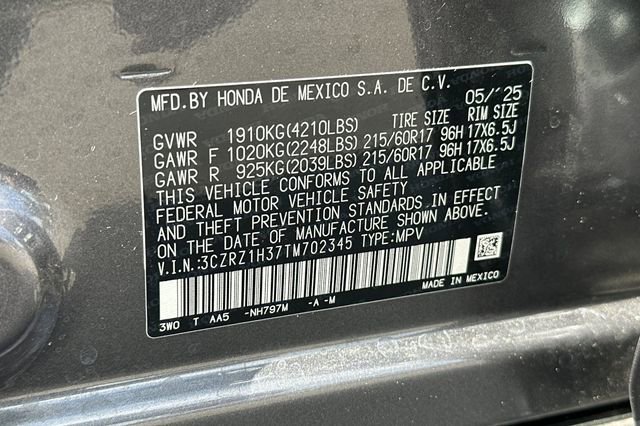 MFD.BY HONDA DE MEXICO S.A. DE C.V. 05/'25
TIRE SIZE RIM SIZE
GVWR 1910KG(4210LBS)
GAWR F 1020KG(2248LBS) 215/60R17 96H 17X6.5J
GAWR R 925KG(2039LBS) 215/60R17 96H 17X6.5J
THIS VEHICLE CONFORMS TO ALL APPLICABLE
FEDERAL MOTOR VEHICLE SAFETY
AND THEFT PREVENTION STANDARDS IN EFFECT
ON THE DATE OF MANUFACTURE SHOWN ABOVE.
V.I.N:3CZRZ1H37TM702345 TYPE:MPV
MADE IN MEXICO
3W0 T AA5 -NH797M -A -M